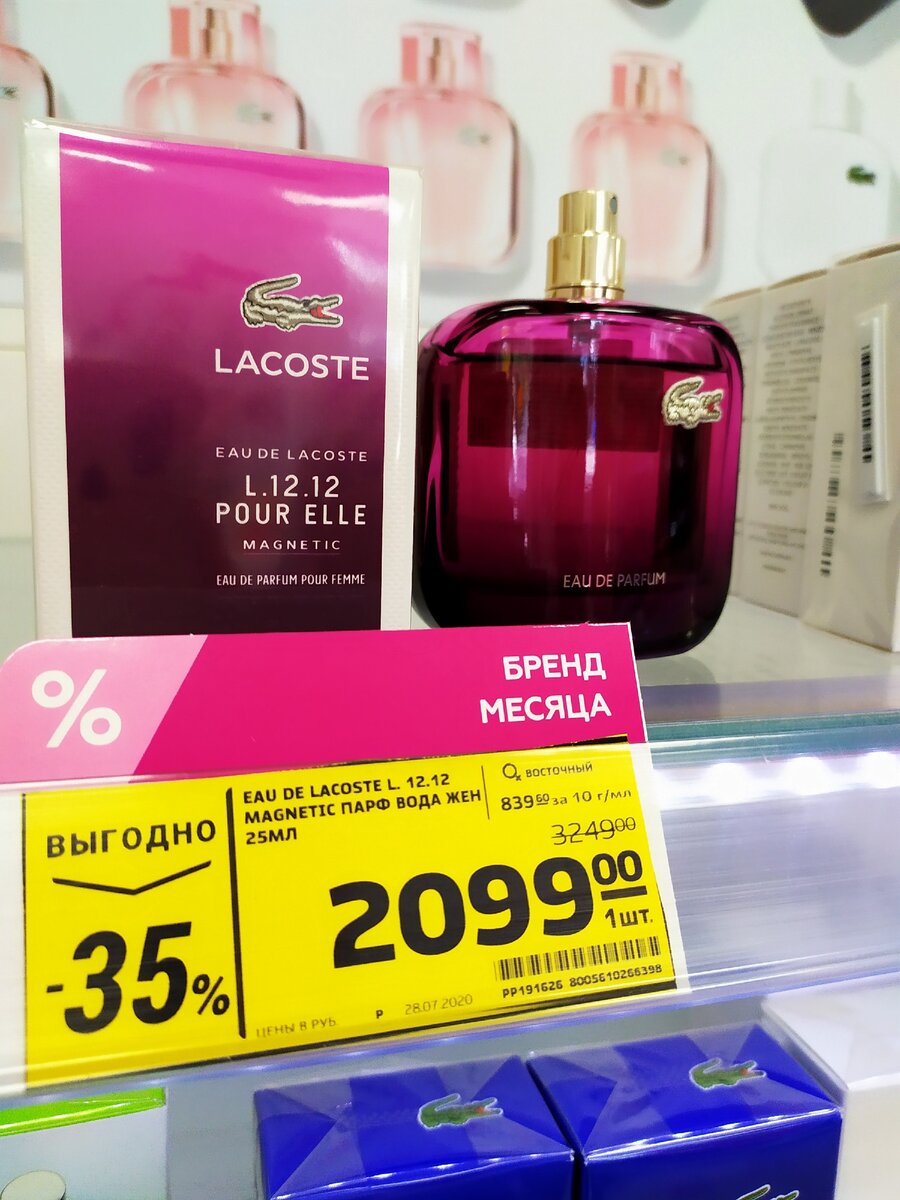 LACOSTE
EAU DE LACOSTE
L.12.12
POUR ELLE
MAGNETIC
EAU DE PARFUM POUR FEMME
EAU DE PARFUM
%
БРЕНД
МЕСЯЦА
ВЫГОДНО
-35%
EAU DE LACOSTE L. 12.12
MAGNETIC ПАРФ ВОДА ЖЕН
25МЛ
ВОСТОЧНЫЙ
839 60 за 10 г/мл
3249 00
2099 00
1 шт.
PP191626 8005610266398
ЦЕНЫ В РУБ. Р 28.07.2020